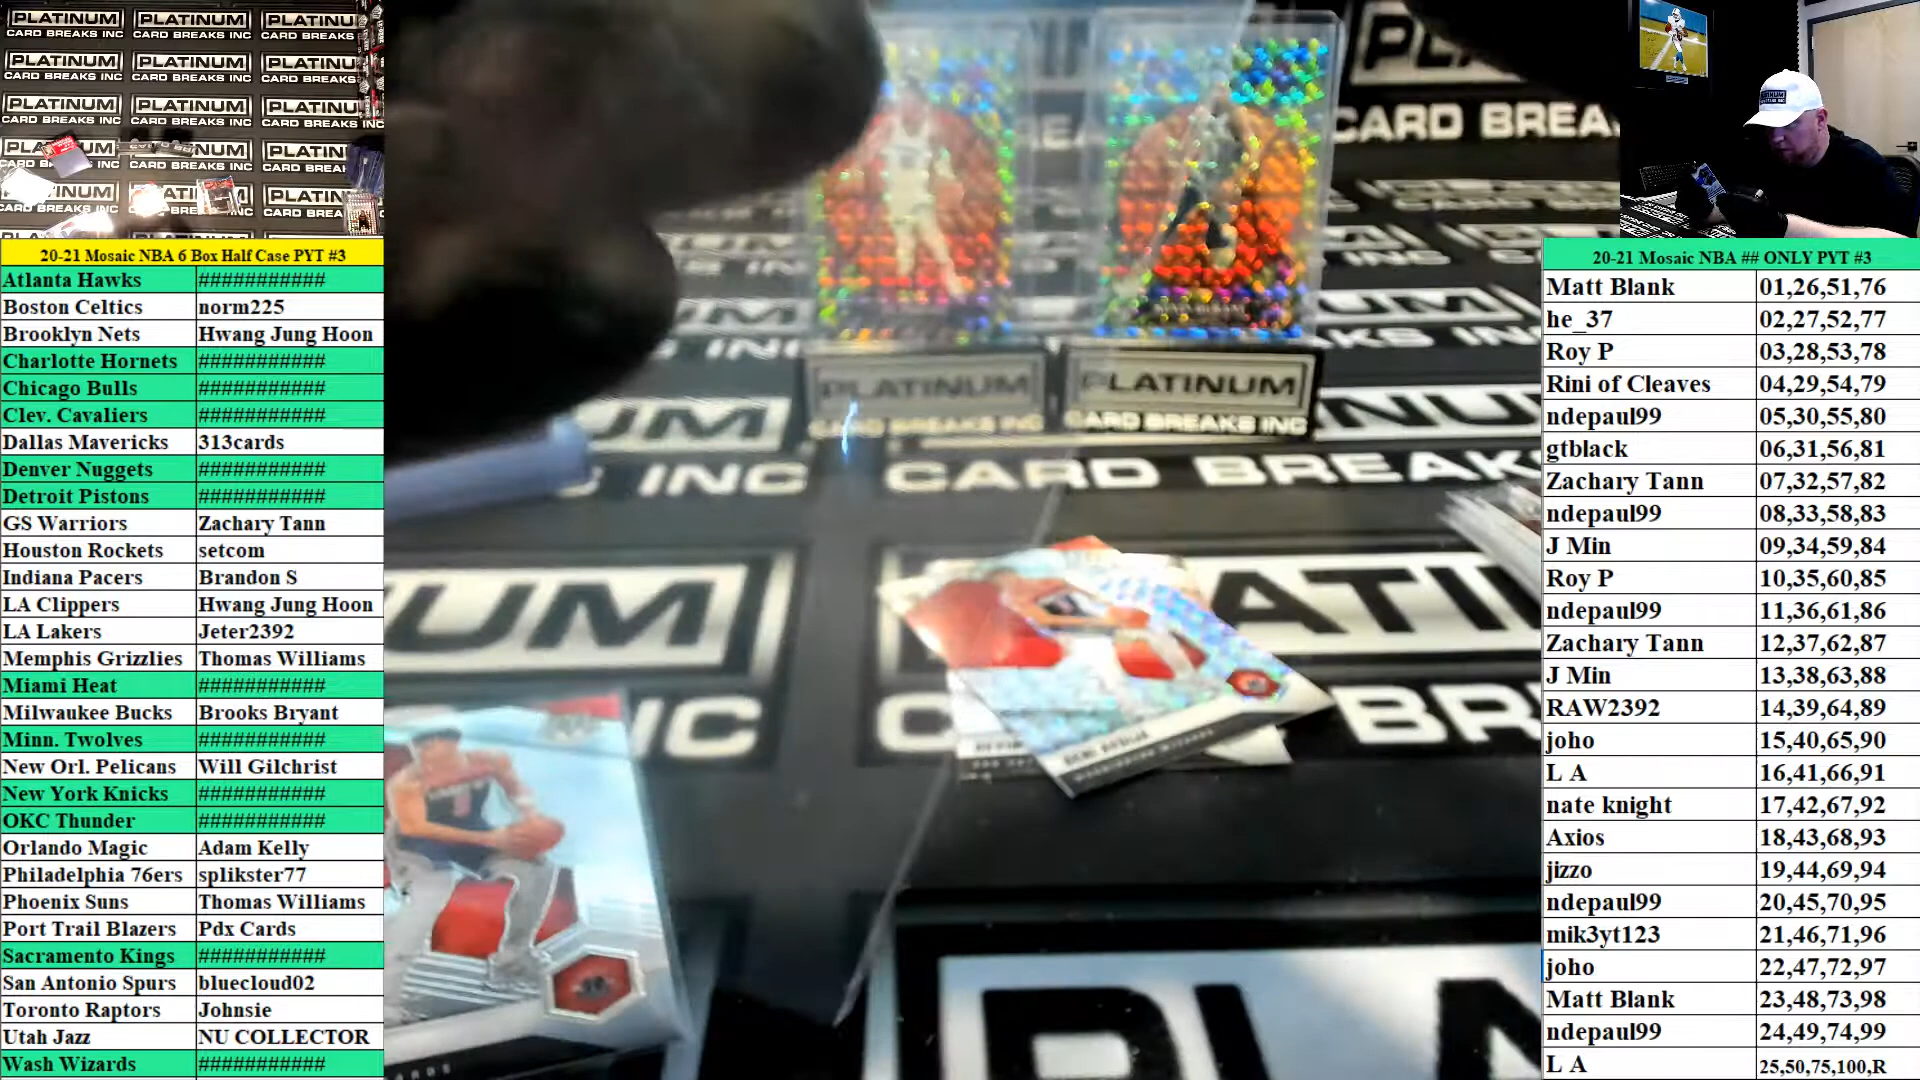 20-21 Mosaic NBA 6 Box Half Case PYT #3
Atlanta Hawks ###########
Boston Celtics norm225
Brooklyn Nets Hwang Jung Hoon
Charlotte Hornets ###########
Chicago Bulls ###########
Clev. Cavaliers ###########
Dallas Mavericks 313cards
Denver Nuggets ###########
Detroit Pistons ###########
GS Warriors Zachary Tann
Houston Rockets setcom
Indiana Pacers Brandon S
LA Clippers Hwang Jung Hoon
LA Lakers Jeter2392
Memphis Grizzlies Thomas Williams
Miami Heat ###########
Milwaukee Bucks Brooks Bryant
Minn. Twolves ###########
New Orl. Pelicans Will Gilchrist
New York Knicks ###########
OKC Thunder ###########
Orlando Magic Adam Kelly
Philadelphia 76ers splikster77
Phoenix Suns Thomas Williams
Port Trail Blazers Pdx Cards
Sacramento Kings ###########
San Antonio Spurs bluecloud02
Toronto Raptors Johnsie
Utah Jazz NU COLLECTOR
Wash Wizards ###########
PLATINUM
CARD BREAKS INC
PLATINUM
CARD BREAKS INC
20-21 Mosaic NBA ## ONLY PYT #3
Matt Blank 01,26,51,76
he_37 02,27,52,77
Roy P 03,28,53,78
Rini of Cleaves 04,29,54,79
ndepaul99 05,30,55,80
gtblack 06,31,56,81
Zachary Tann 07,32,57,82
ndepaul99 08,33,58,83
J Min 09,34,59,84
Roy P 10,35,60,85
ndepaul99 11,36,61,86
Zachary Tann 12,37,62,87
J Min 13,38,63,88
RAW2392 14,39,64,89
joho 15,40,65,90
L A 16,41,66,91
nate knight 17,42,67,92
Axios 18,43,68,93
jizzo 19,44,69,94
ndepaul99 20,45,70,95
mik3yt123 21,46,71,96
joho 22,47,72,97
Matt Blank 23,48,73,98
ndepaul99 24,49,74,99
L A 25,50,75,100,R